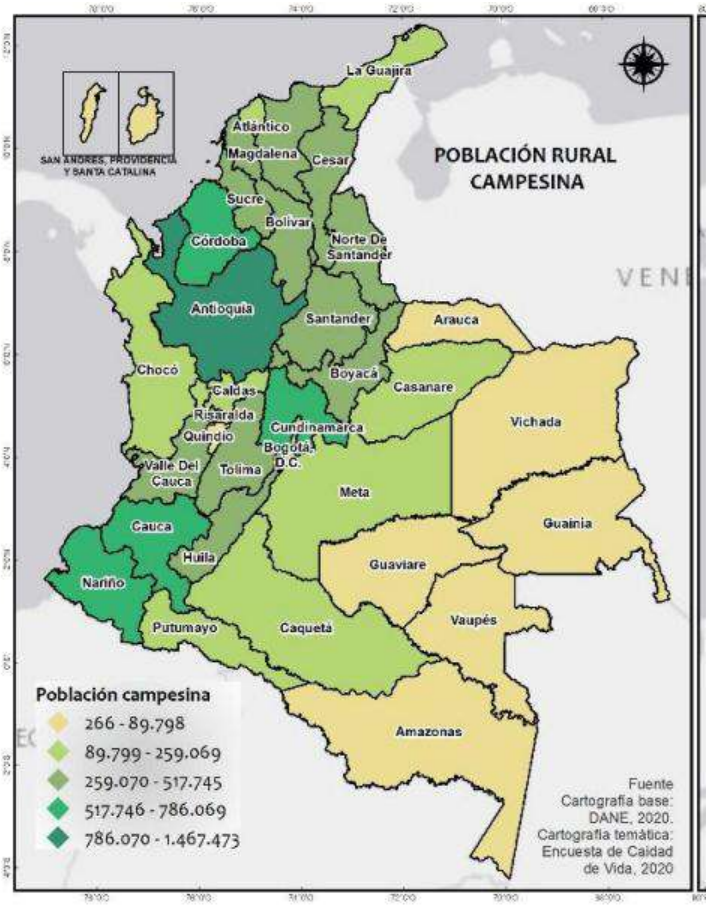 POBLACIÓN RURAL
CAMPESINA
SAN ANDRES, PROVIDENCIA
Y SANTA CATALINA
La Guajira
Atlántico
Magdalena
Cesar
Sucre
Bolívar
Córdoba
Norte De
Santander
VENE
Antioquia
Santander
Arauca
Chocó
Boyacá
Caldas
Casanare
Risaralda
Cundinamarca
Vichada
Quindío
Bogotá,
D.C.
Valle Del
Cauca
Tolima
Meta
Cauca
Guainía
Huila
Guaviare
Nariño
Vaupés
Putumayo
Caquetá
Amazonas
Población campesina
266 - 89.798
89.799 - 259.069
259.070 - 517.745
517.746 - 786.069
786.070 - 1.467.473
Fuente
Cartografía base:
DANE, 2020.
Cartografía temática:
Encuesta de Caidad
de Vida, 2020